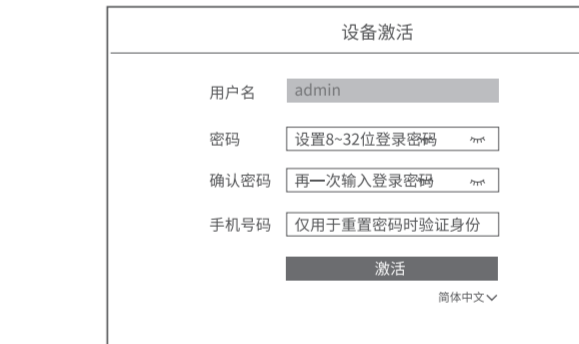 设备激活
用户名 admin
密码 设置8~32位登录密码
确认密码 再一次输入登录密码
手机号码 仅用于重置密码时验证身份
激活
简体中文